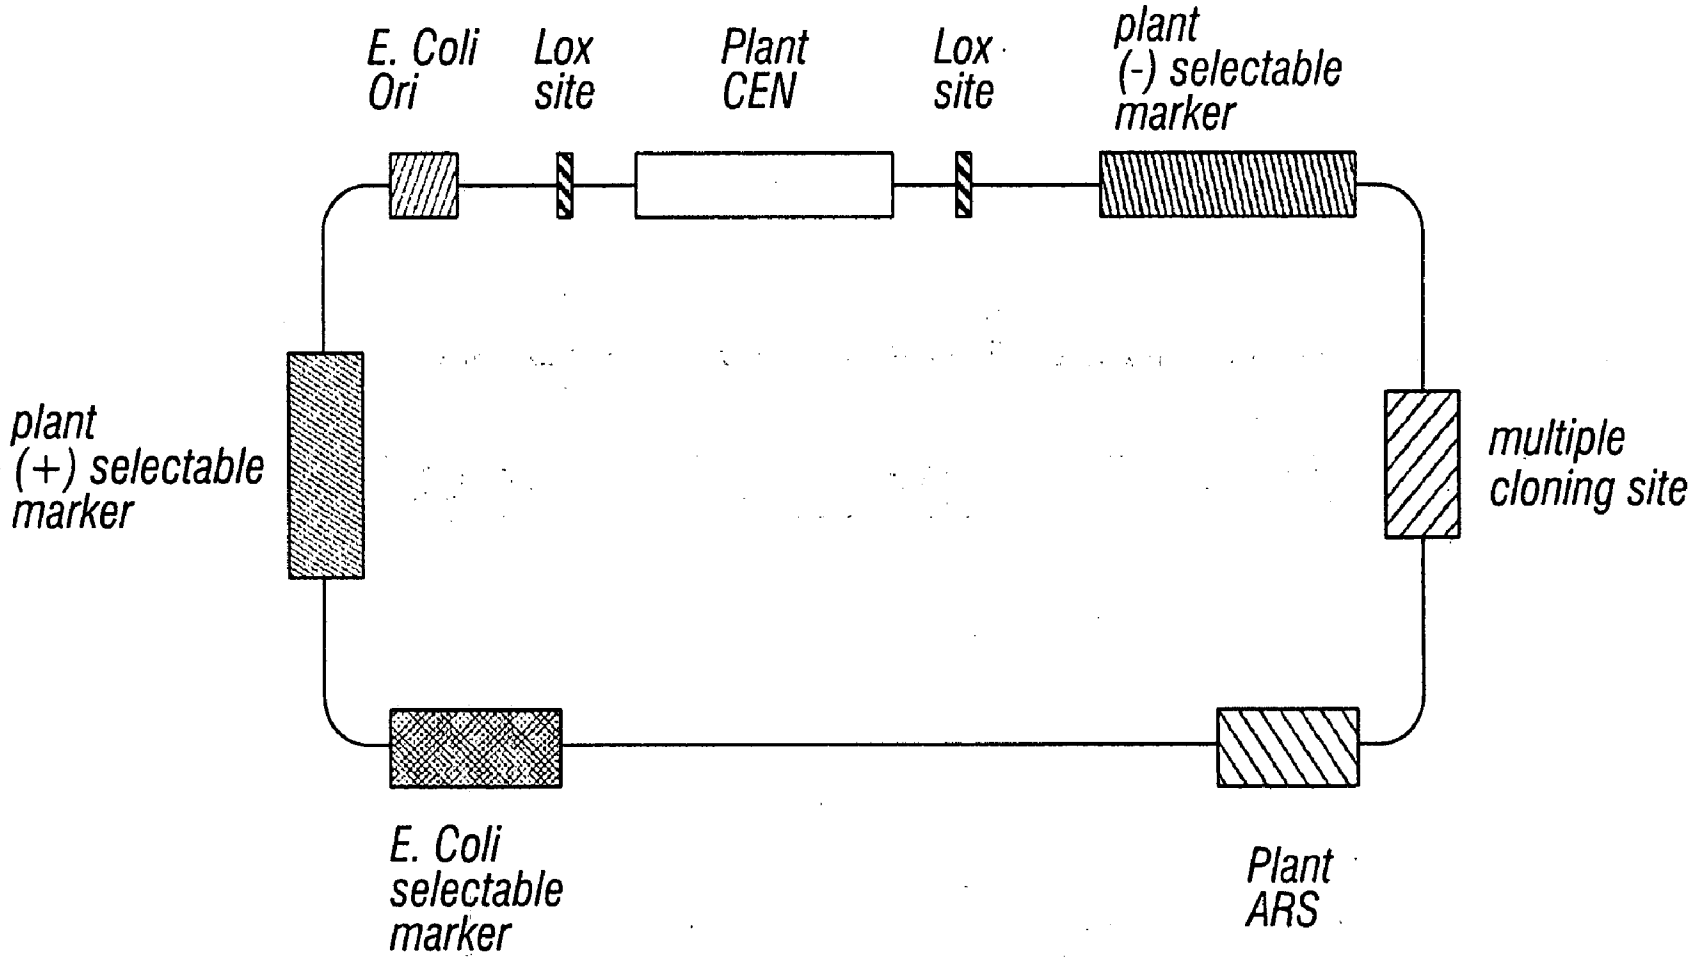 E. Coli
Ori
Lox
site
Plant
CEN
Lox
site
plant
(-) selectable
marker
plant
(+) selectable
marker
multiple
cloning site
E. Coli
selectable
marker
Plant
ARS